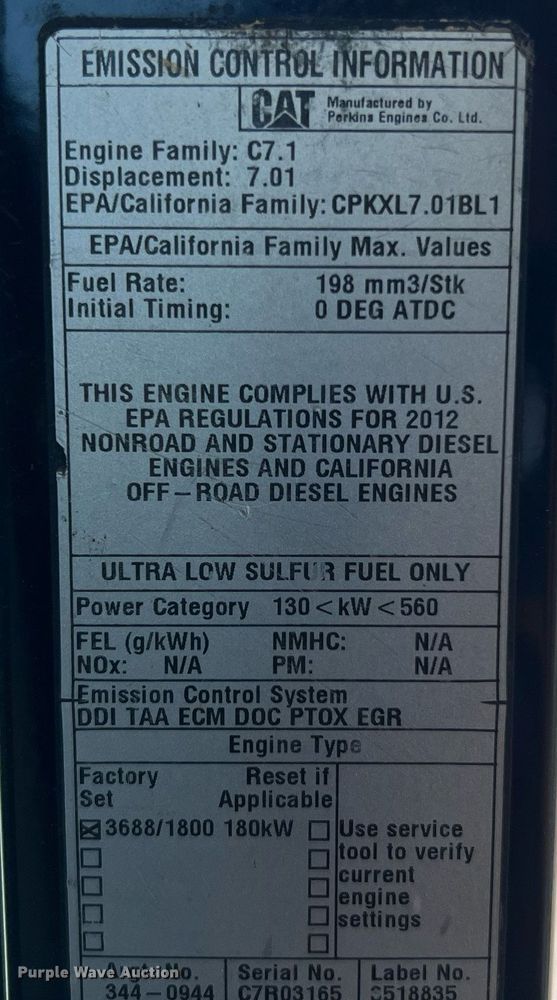 EMISSION CONTROL INFORMATION
CAT Manufactured by
Perkins Engines Co. Ltd.
Engine Family: C7.1
Displacement: 7.01
EPA/California Family: CPKXL7.01BL1
EPA/California Family Max. Values
Fuel Rate: 198 mm3/Stk
Initial Timing: 0 DEG ATDC
THIS ENGINE COMPLIES WITH U.S.
EPA REGULATIONS FOR 2012
NONROAD AND STATIONARY DIESEL
ENGINES AND CALIFORNIA
OFF-ROAD DIESEL ENGINES
ULTRA LOW SULFUR FUEL ONLY
Power Category 130<kW<560
FEL (g/kWh) NMHC: N/A
NOx: N/A PM: N/A
Emission Control System
DDI TAA ECM DOC PTOX EGR
Engine Type
Factory Reset if
Set Applicable
☒ 3688/1800 180kW ☐ Use service
tool to verify
current
engine
settings
No. Serial No. Label No.
344-0944 C7R03165 518835
Purple Wave Auction